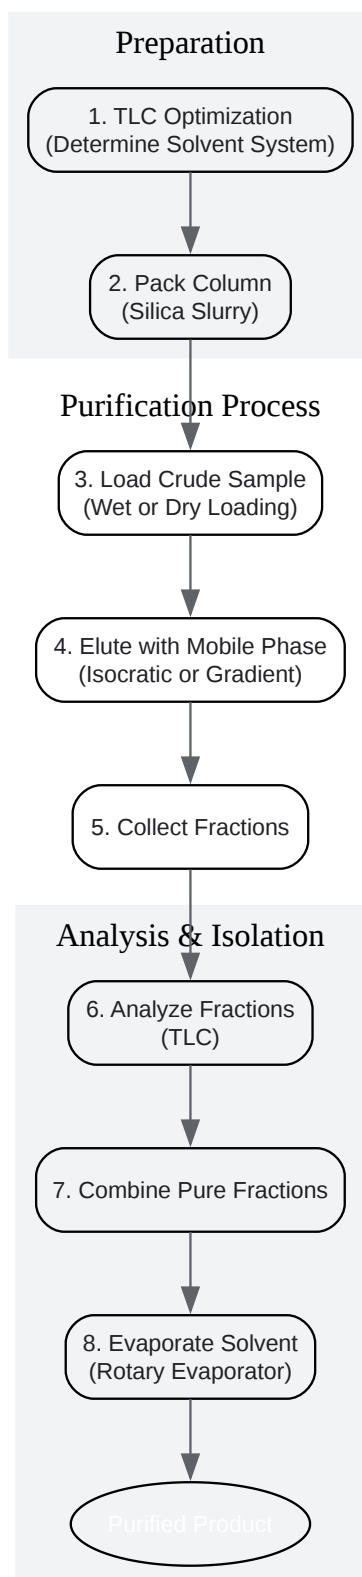 Preparation
1. TLC Optimization
(Determine Solvent System)
2. Pack Column
(Silica Slurry)
Purification Process
3. Load Crude Sample
(Wet or Dry Loading)
4. Elute with Mobile Phase
(Isocratic or Gradient)
5. Collect Fractions
Analysis & Isolation
6. Analyze Fractions
(TLC)
7. Combine Pure Fractions
8. Evaporate Solvent
(Rotary Evaporator)
Purified Product